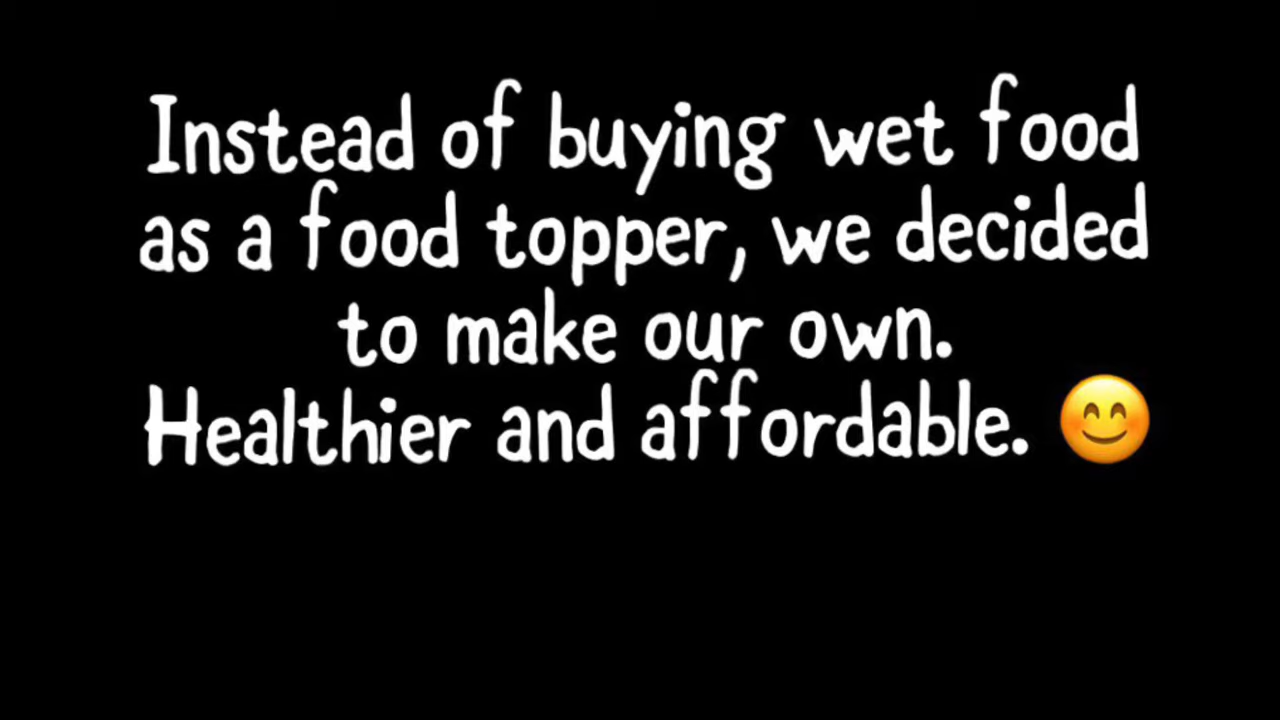 Instead of buying wet food
as a food topper, we decided
to make our own.
Healthier and affordable. 😊